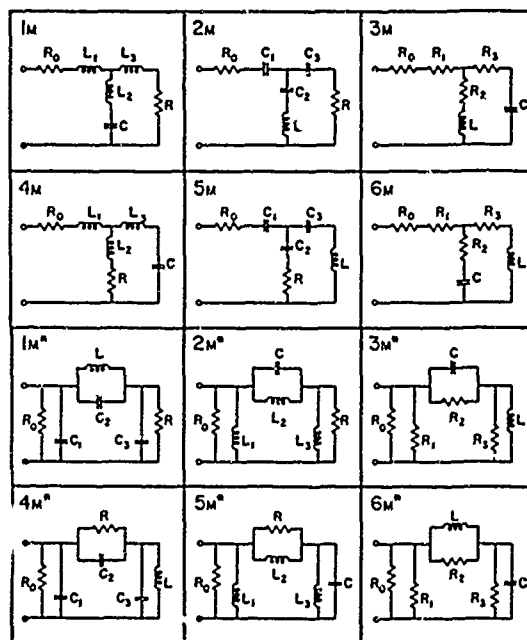 1M 2M 3M
R0 L1 L3 L2 C R
R0 C1 C3 C2 L R
R0 R1 R3 R2 L C
4M 5M 6M
R0 L1 L3 L2 R C
R0 C1 C3 C2 R L
R0 R1 R3 R2 C L
1M* 2M* 3M*
L C2 R0 C1 C3 R
C L2 R0 L1 L3 R
C R2 R0 R1 R3 L
4M* 5M* 6M*
R C2 R0 C1 C3 L
R L2 R0 L1 L3 C
L R2 R0 R1 R3 C